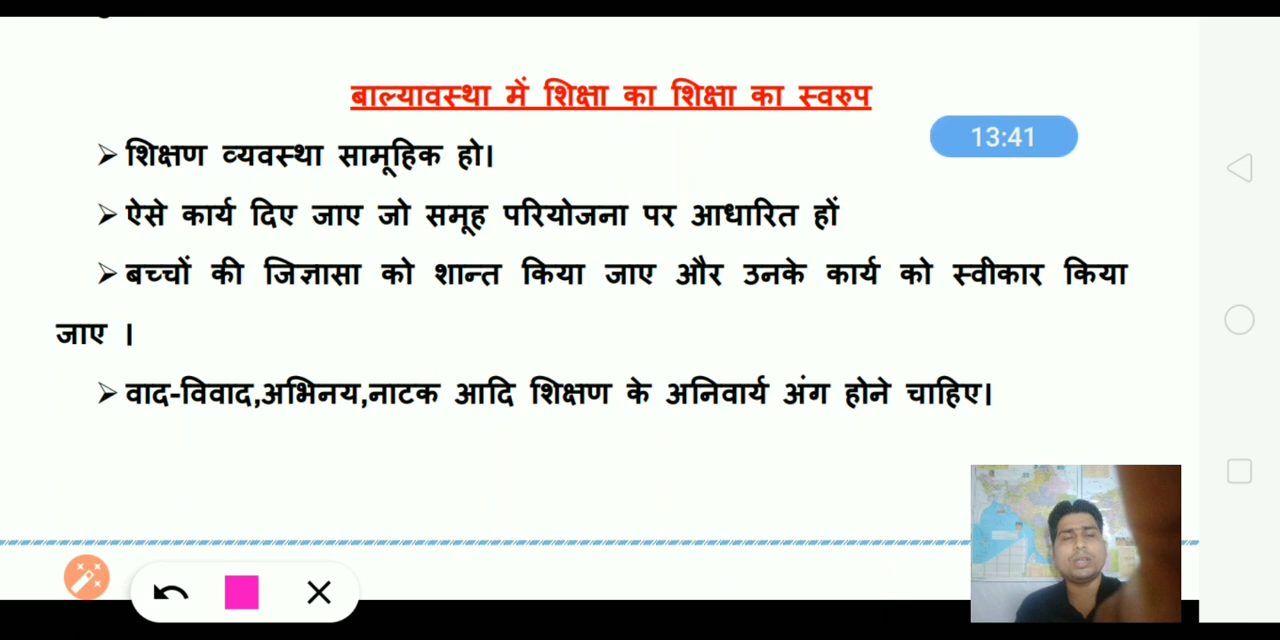 बाल्यावस्था में शिक्षा का शिक्षा का स्वरुप
13:41
➢ शिक्षण व्यवस्था सामूहिक हो।
➢ ऐसे कार्य दिए जाए जो समूह परियोजना पर आधारित हों
➢ बच्चों की जिज्ञासा को शान्त किया जाए और उनके कार्य को स्वीकार किया
जाए ।
➢ वाद-विवाद,अभिनय,नाटक आदि शिक्षण के अनिवार्य अंग होने चाहिए।